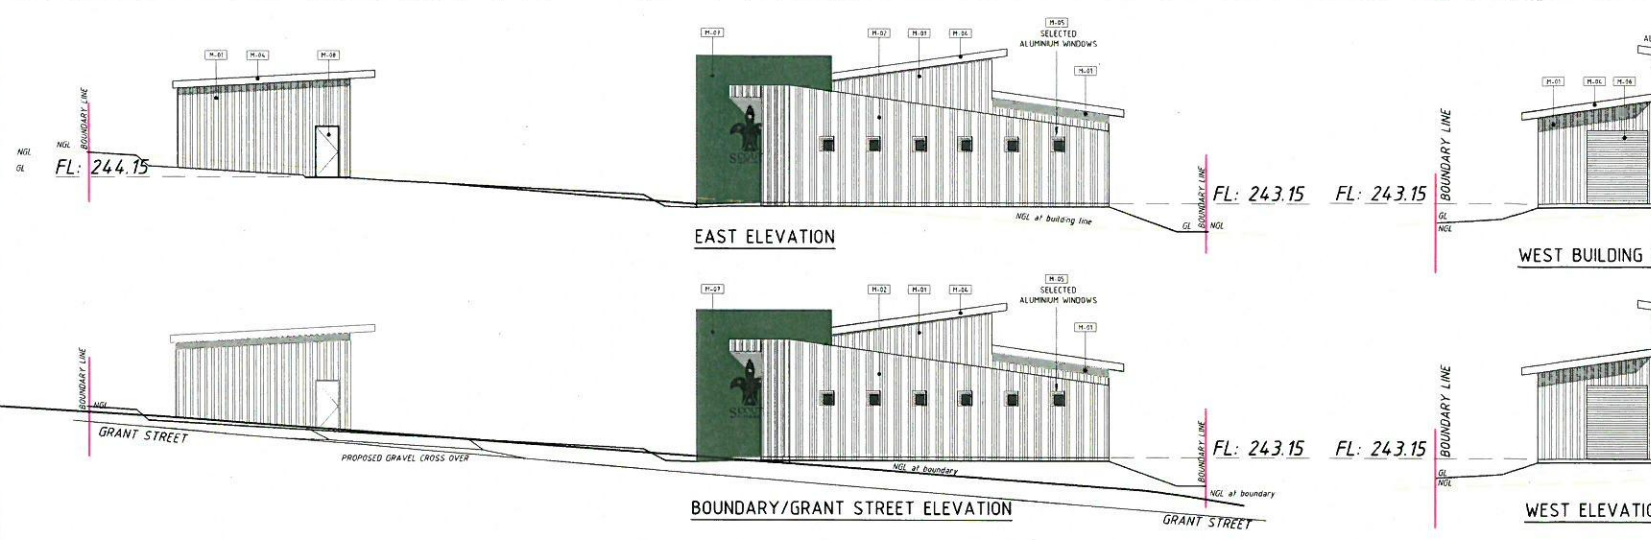 M-01 M-04 M-08
BOUNDARY LINE
NGL NGL
GL FL: 244.15
M-07 M-02 M-01 M-04
M-05
SELECTED
ALUMINIUM WINDOWS
M-01
NGL at building line
BOUNDARY LINE
GL NGL
FL: 243.15
EAST ELEVATION
FL: 243.15
BOUNDARY LINE
GL
NGL
M-01 M-04 M-06
WEST BUILDING
BOUNDARY LINE
NGL
GRANT STREET
PROPOSED GRAVEL CROSS OVER
M-07 M-02 M-01 M-04
M-05
SELECTED
ALUMINIUM WINDOWS
M-01
NGL at boundary
BOUNDARY LINE
FL: 243.15
NGL at boundary
GRANT STREET
BOUNDARY/GRANT STREET ELEVATION
FL: 243.15
BOUNDARY LINE
GL
NGL
WEST ELEVATIO